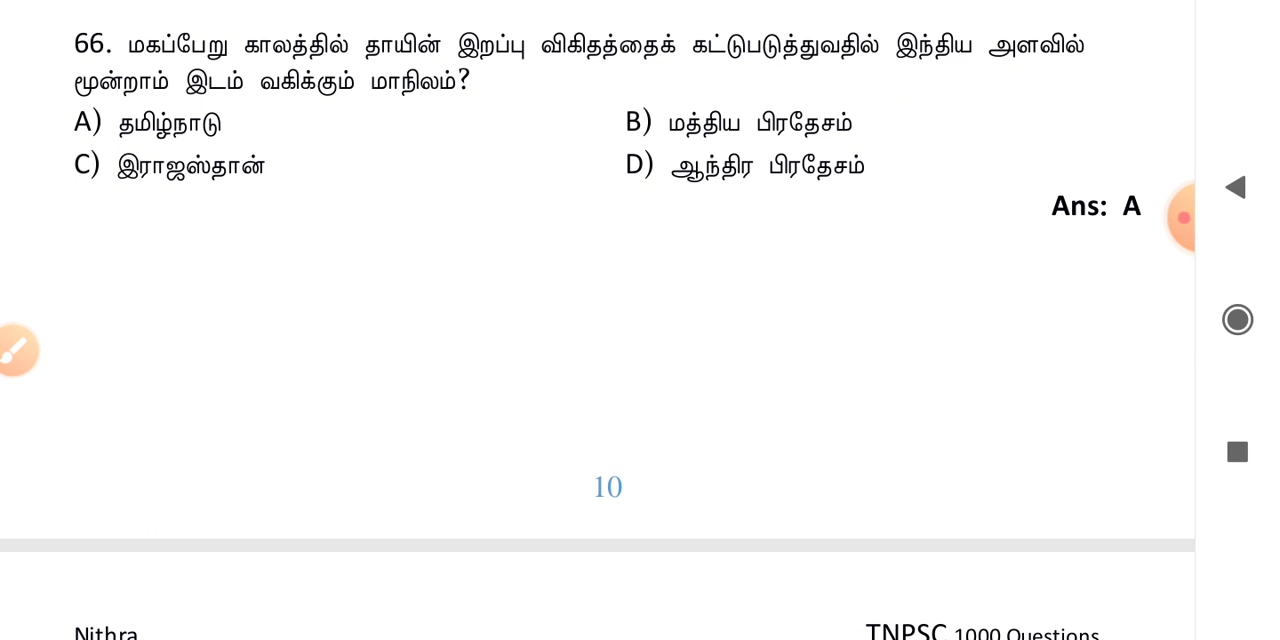 66. மகப்பேறு காலத்தில் தாயின் இறப்பு விகிதத்தைக் கட்டுபடுத்துவதில் இந்திய அளவில்
மூன்றாம் இடம் வகிக்கும் மாநிலம்?
A) தமிழ்நாடு B) மத்திய பிரதேசம்
C) இராஜஸ்தான் D) ஆந்திர பிரதேசம்
Ans: A
10
Nithra TNPSC 1000 Questions